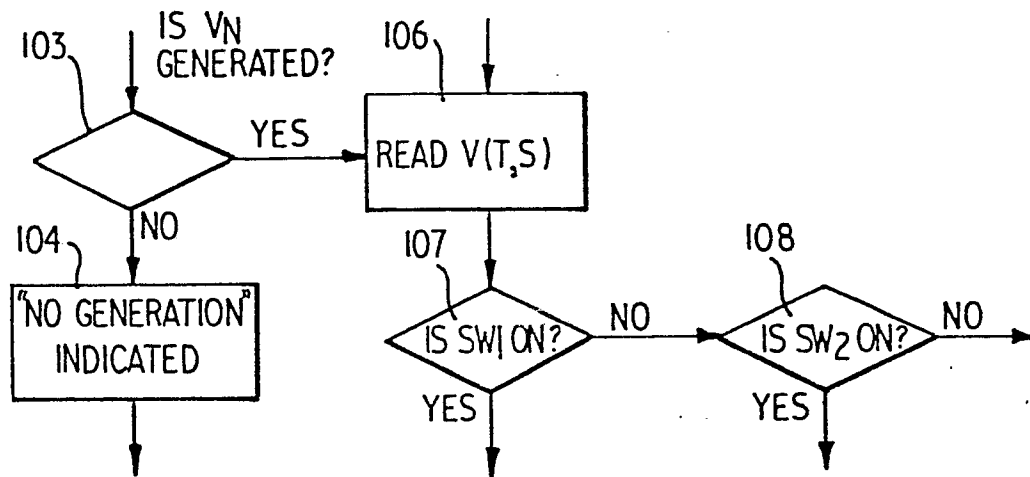 103
IS VN
GENERATED?
YES
NO
104
"NO GENERATION"
INDICATED
106
READ V(T,S)
107
IS SW1 ON?
NO
YES
108
IS SW2 ON?
NO
YES